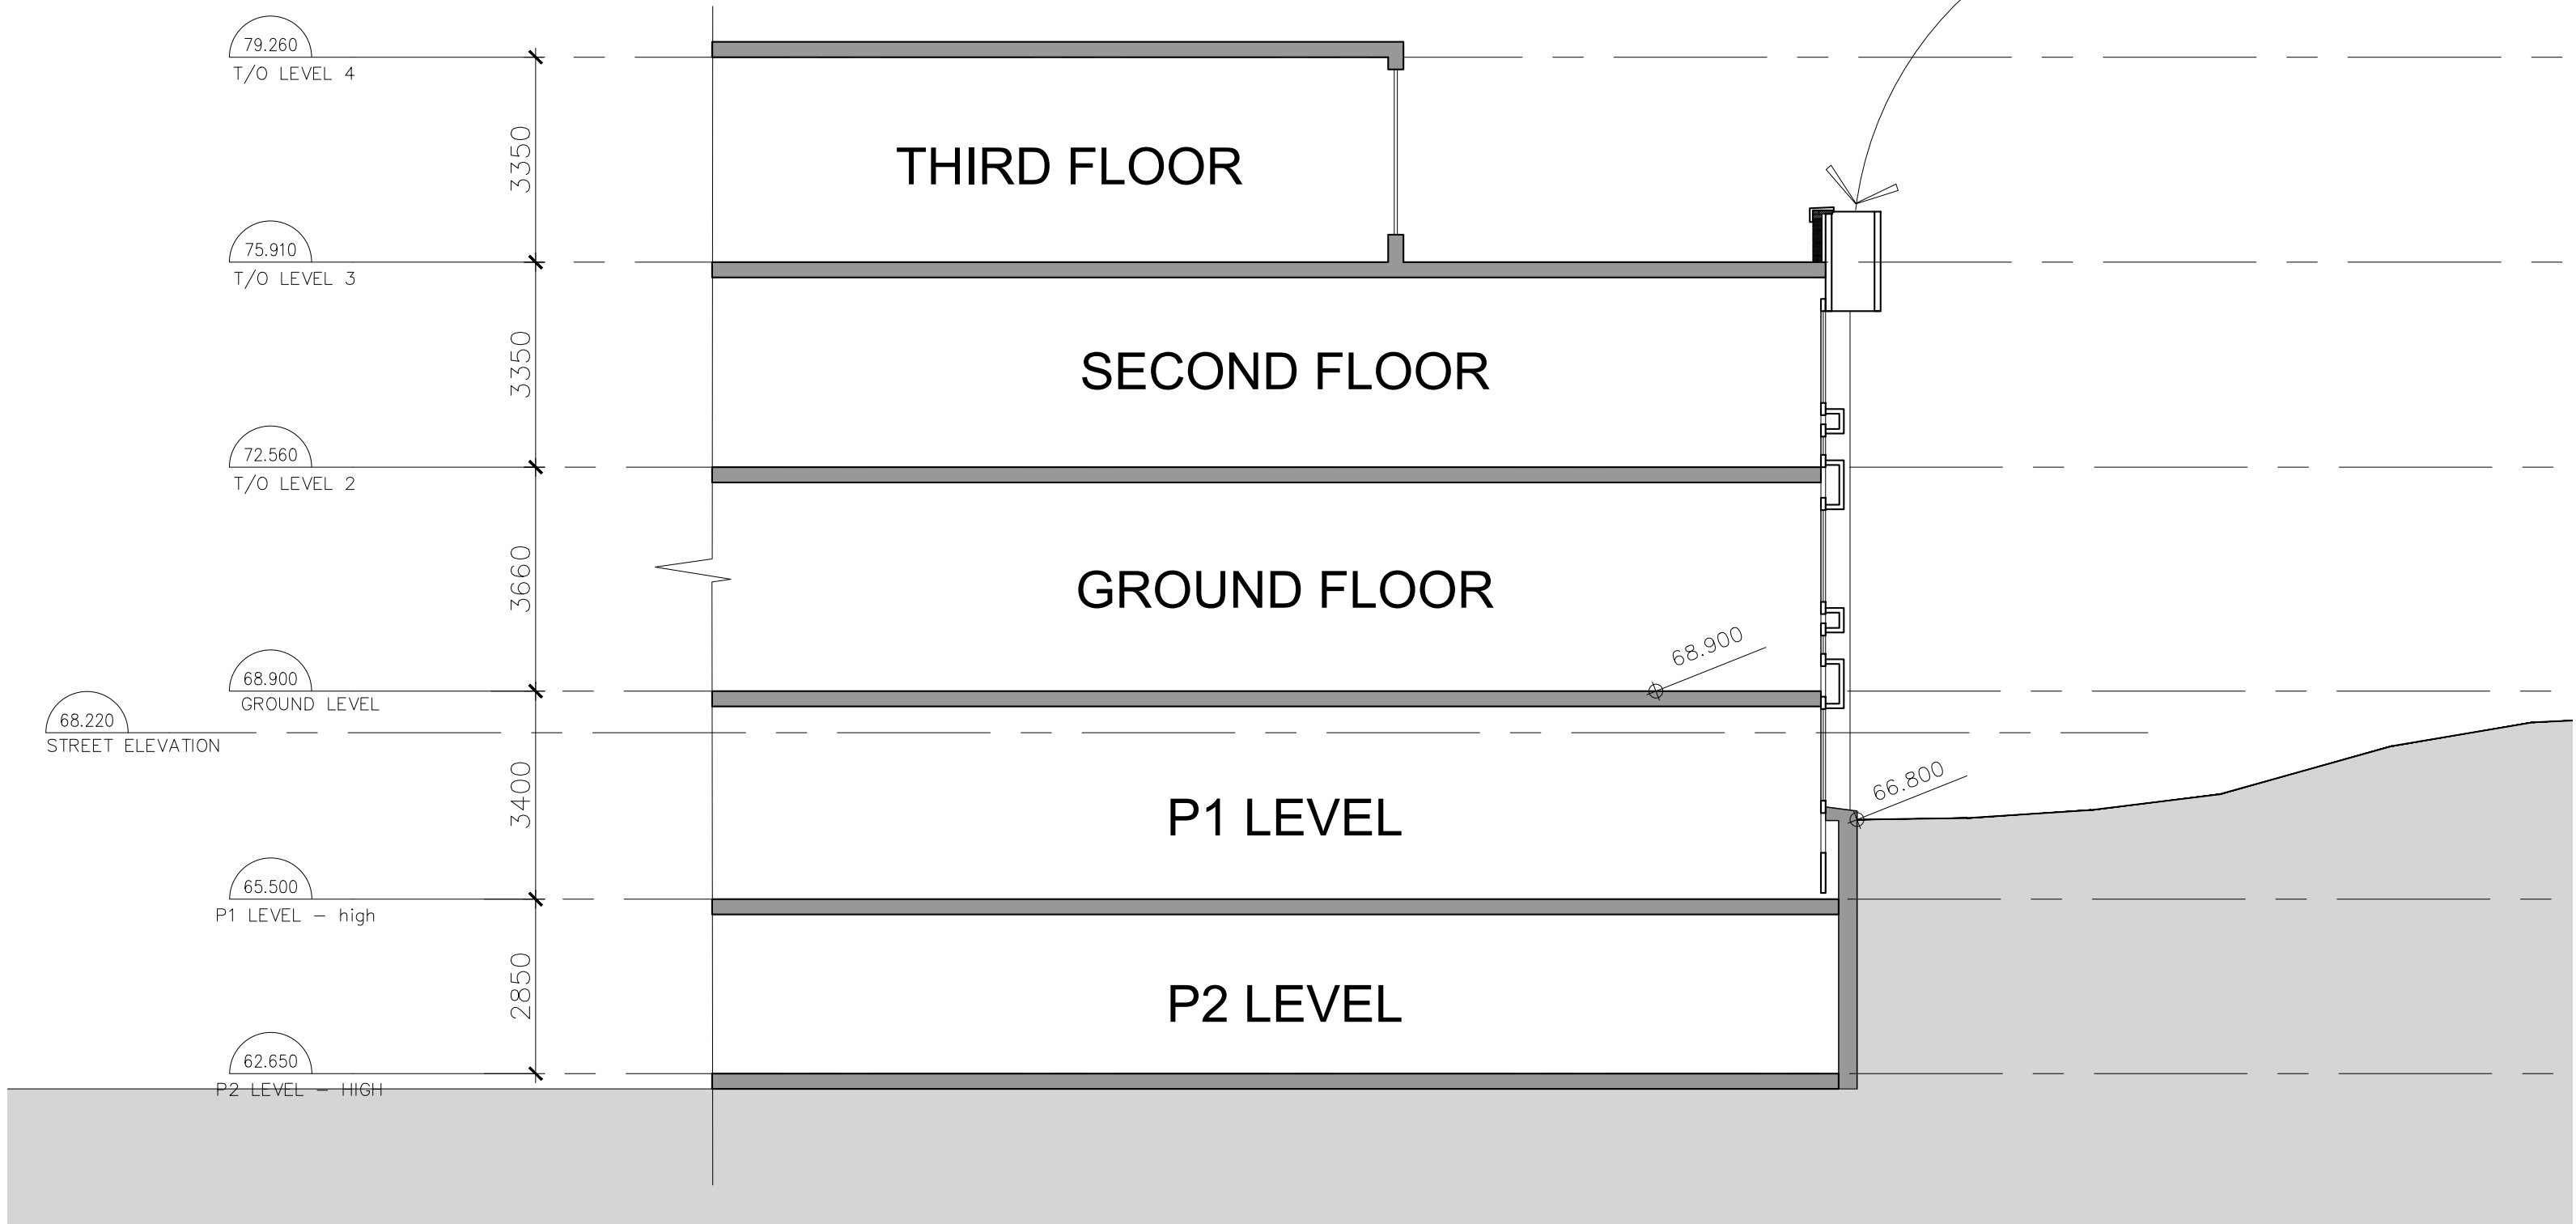 79.260
T/O LEVEL 4
3350
THIRD FLOOR
75.910
T/O LEVEL 3
3350
SECOND FLOOR
72.560
T/O LEVEL 2
3660
GROUND FLOOR
68.900
68.900
GROUND LEVEL
68.220
STREET ELEVATION
3400
P1 LEVEL
66.800
65.500
P1 LEVEL – high
2850
P2 LEVEL
62.650
P2 LEVEL – HIGH